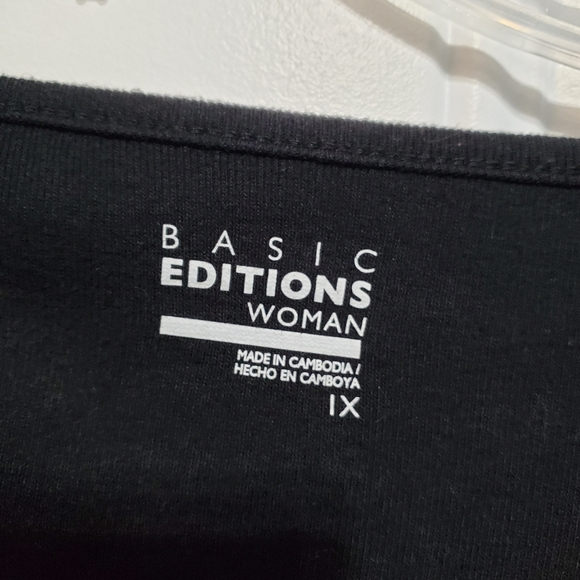 BASIC
EDITIONS
WOMAN
MADE IN CAMBODIA /
HECHO EN CAMBOYA
1X